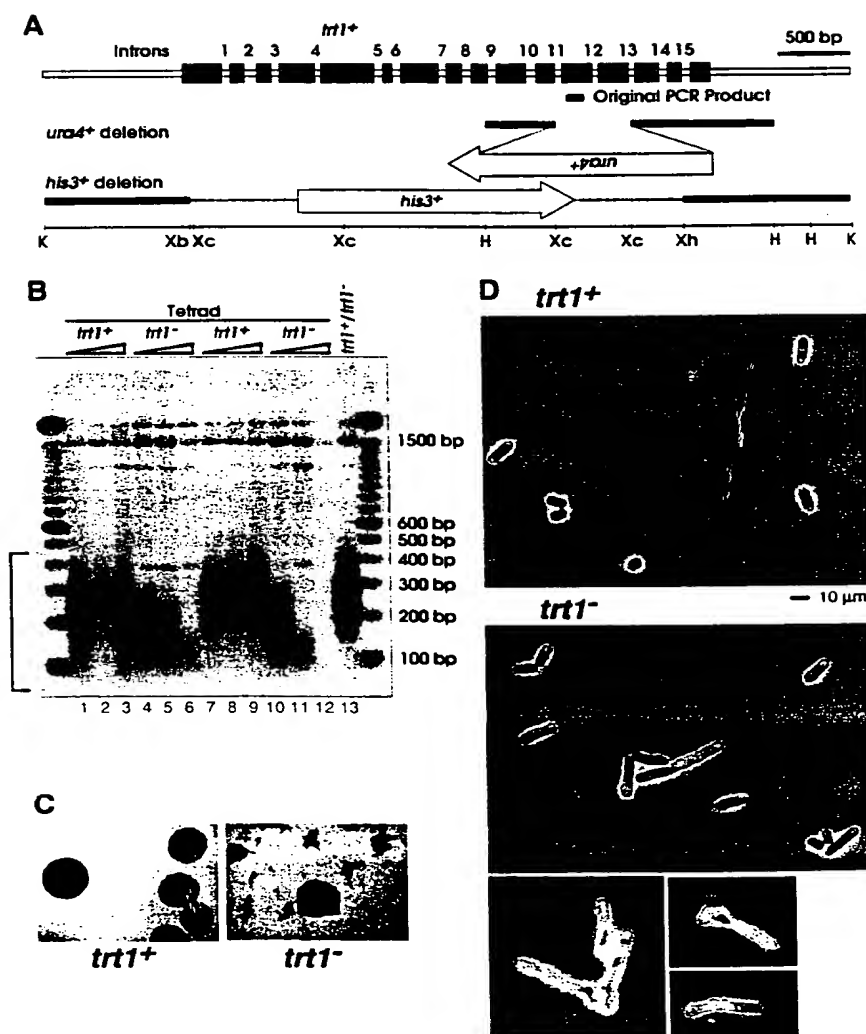 A
trt1+
Introns 1 2 3 4 5 6 7 8 9 10 11 12 13 14 15 500 bp
Original PCR Product
ura4+ deletion
ura4+
his3+ deletion
his3+
K Xb Xc Xc H Xc Xc Xh H H K
B
Tetrad
trt1+ trt1- trt1+ trt1- trt1+/trt1-
1500 bp
600 bp
500 bp
400 bp
300 bp
200 bp
100 bp
1 2 3 4 5 6 7 8 9 10 11 12 13
C
trt1+ trt1-
D
trt1+
10 µm
trt1-